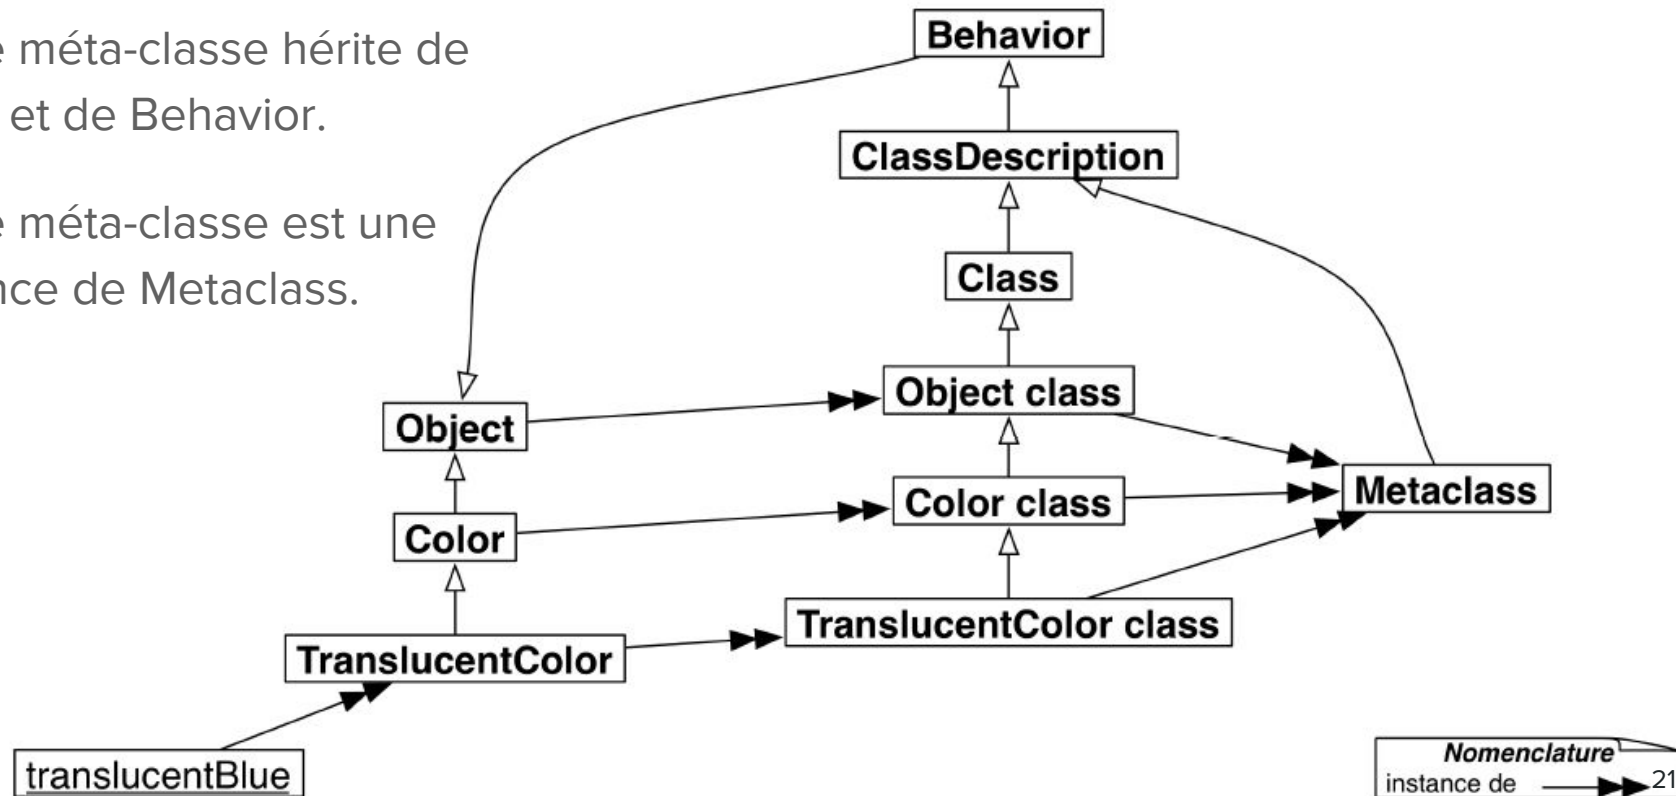 e méta-classe hérite de
et de Behavior.
e méta-classe est une
nce de Metaclass.
Behavior
ClassDescription
Class
Object class
Object
Color class
Metaclass
Color
TranslucentColor class
TranslucentColor
translucentBlue
Nomenclature
instance de
21